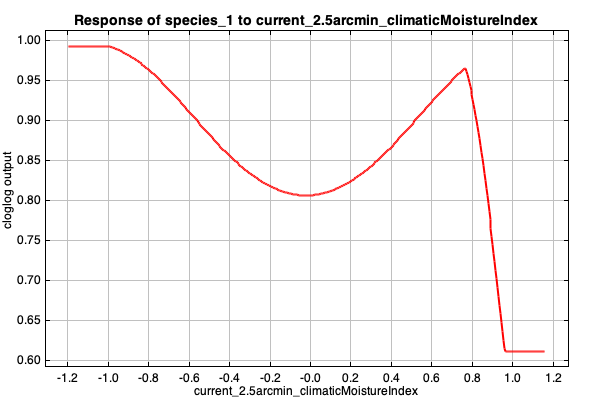 Response of species_1 to current_2.5arcmin_climaticMoistureIndex
cloglog output
1.00
0.95
0.90
0.85
0.80
0.75
0.70
0.65
0.60
-1.2 -1.0 -0.8 -0.6 -0.4 -0.2 -0.0 0.2 0.4 0.6 0.8 1.0 1.2
current_2.5arcmin_climaticMoistureIndex